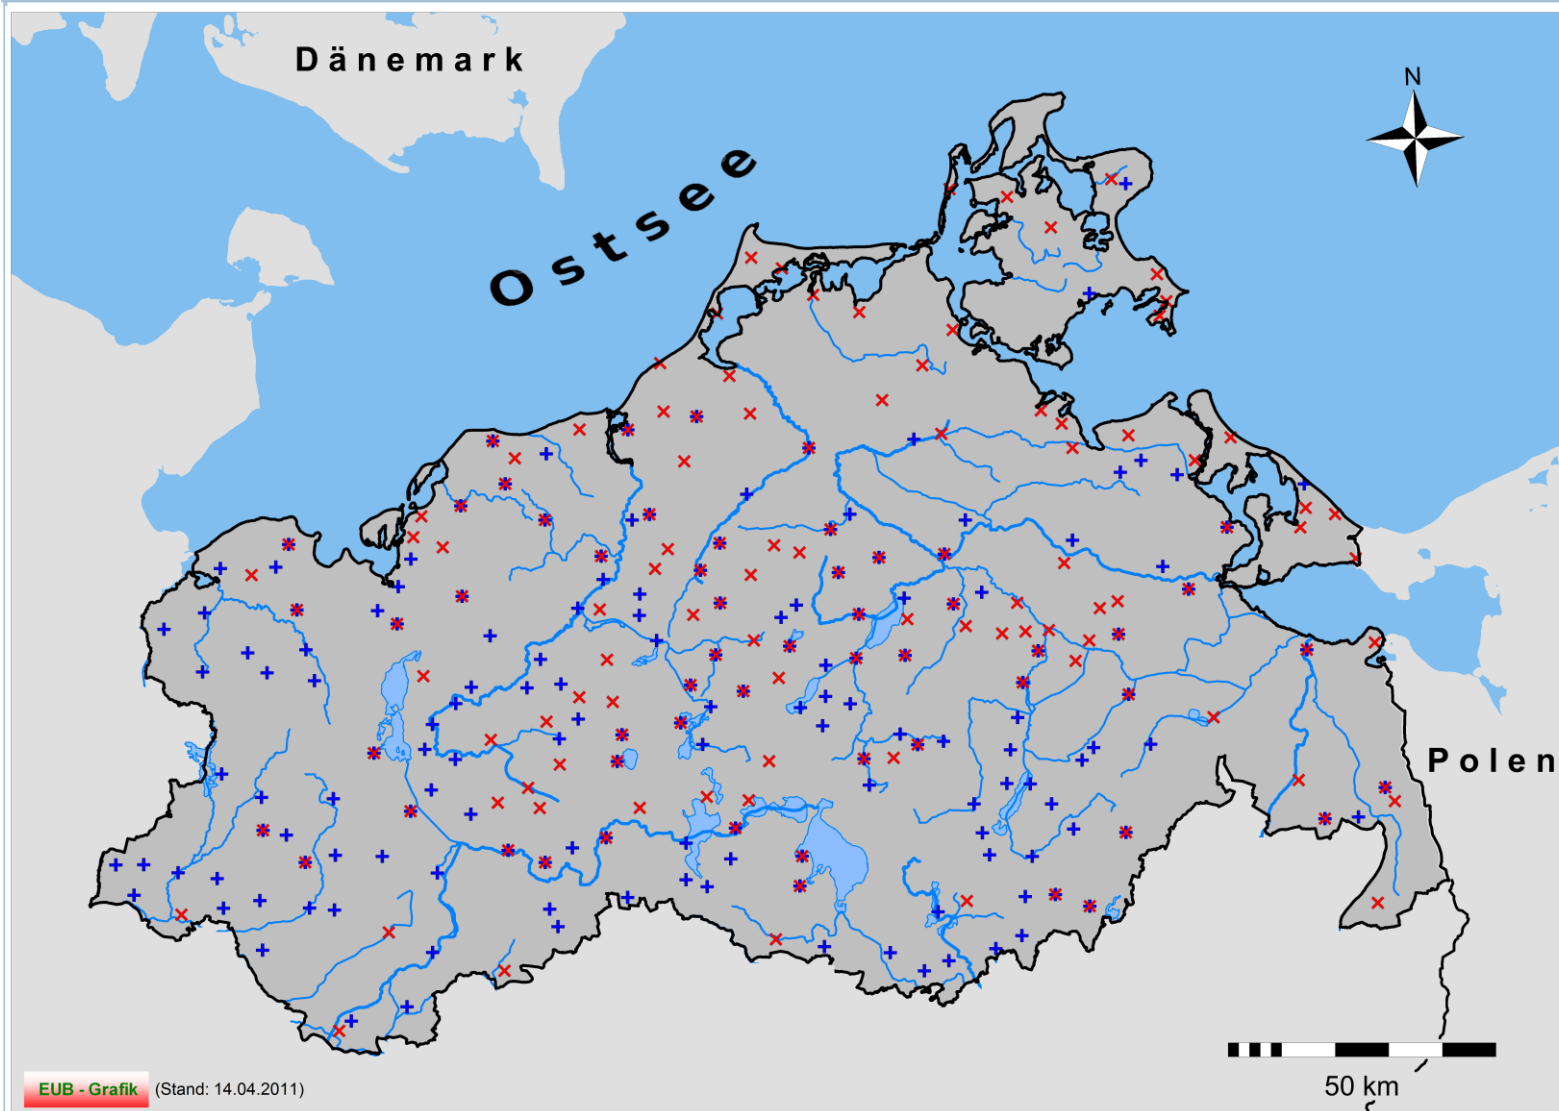 Dänemark
N
Ostsee
Polen
EUB - Grafik (Stand: 14.04.2011)
50 km